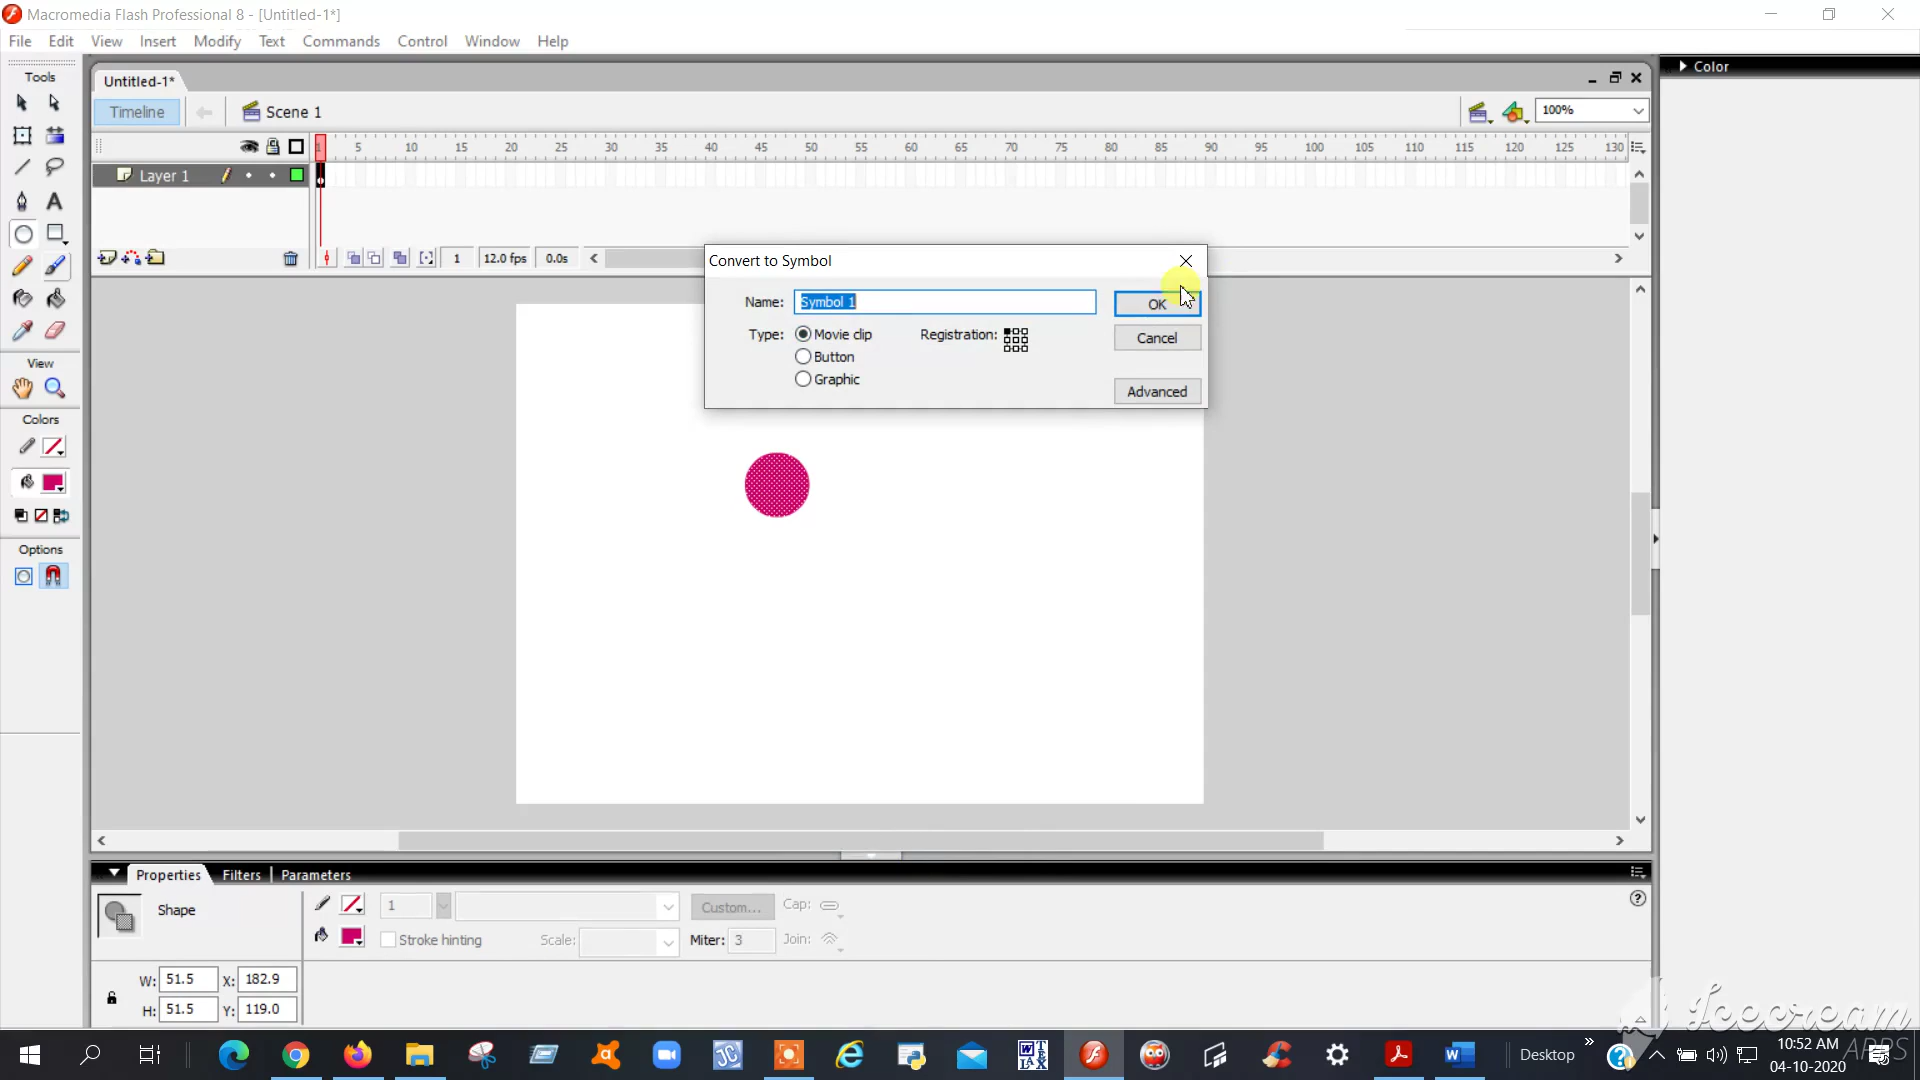 Macromedia Flash Professional 8 - [Untitled-1*]
File Edit View Insert Modify Text Commands Control Window Help
Tools
Untitled-1*
Color
Timeline
Scene 1
100%
1 5 10 15 20 25 30 35 40 45 50 55 60 65 70 75 80 85 90 95 100 105 110 115 120 125 130
Layer 1
1 12.0 fps 0.0s
Convert to Symbol
Name: Symbol 1
OK
Type: Movie clip
Registration:
Cancel
Button
Graphic
Advanced
View
Colors
Options
Properties Filters Parameters
Shape
1
Custom...
Cap:
Stroke hinting
Scale:
Miter: 3
Join:
W: 51.5 X: 182.9
H: 51.5 Y: 119.0
Icecream
APPS
Desktop
10:52 AM
04-10-2020